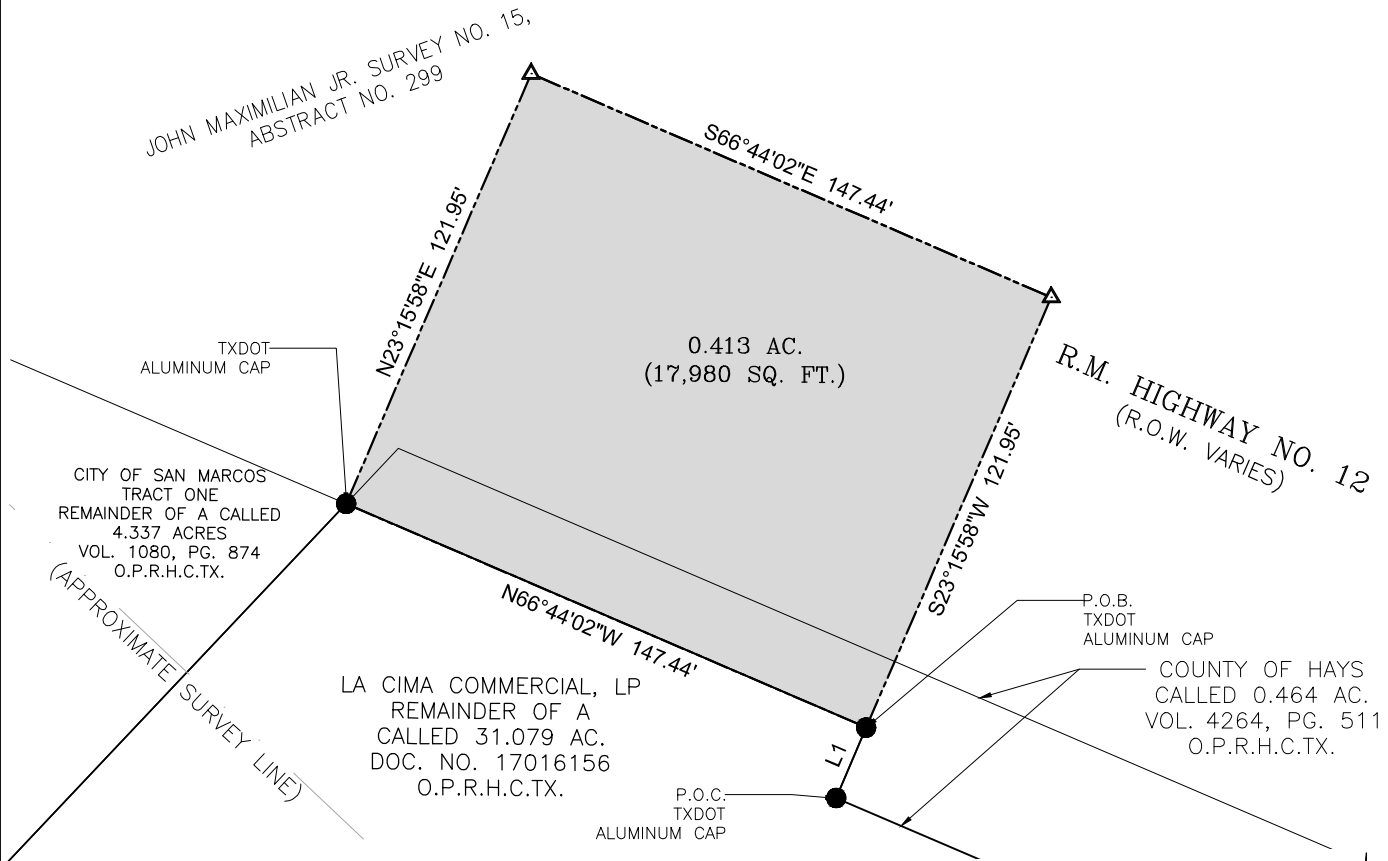 JOHN MAXIMILIAN JR. SURVEY NO. 15,
ABSTRACT NO. 299
S66°44'02"E 147.44'
N23°15'58"E 121.95'
0.413 AC.
(17,980 SQ. FT.)
TXDOT
ALUMINUM CAP
R.M. HIGHWAY NO. 12
(R.O.W. VARIES)
S23°15'58"W 121.95'
CITY OF SAN MARCOS
TRACT ONE
REMAINDER OF A CALLED
4.337 ACRES
VOL. 1080, PG. 874
O.P.R.H.C.TX.
(APPROXIMATE SURVEY LINE)
N66°44'02"W 147.44'
P.O.B.
TXDOT
ALUMINUM CAP
COUNTY OF HAYS
CALLED 0.464 AC.
VOL. 4264, PG. 511
O.P.R.H.C.TX.
LA CIMA COMMERCIAL, LP
REMAINDER OF A
CALLED 31.079 AC.
DOC. NO. 17016156
O.P.R.H.C.TX.
L1
P.O.C.
TXDOT
ALUMINUM CAP